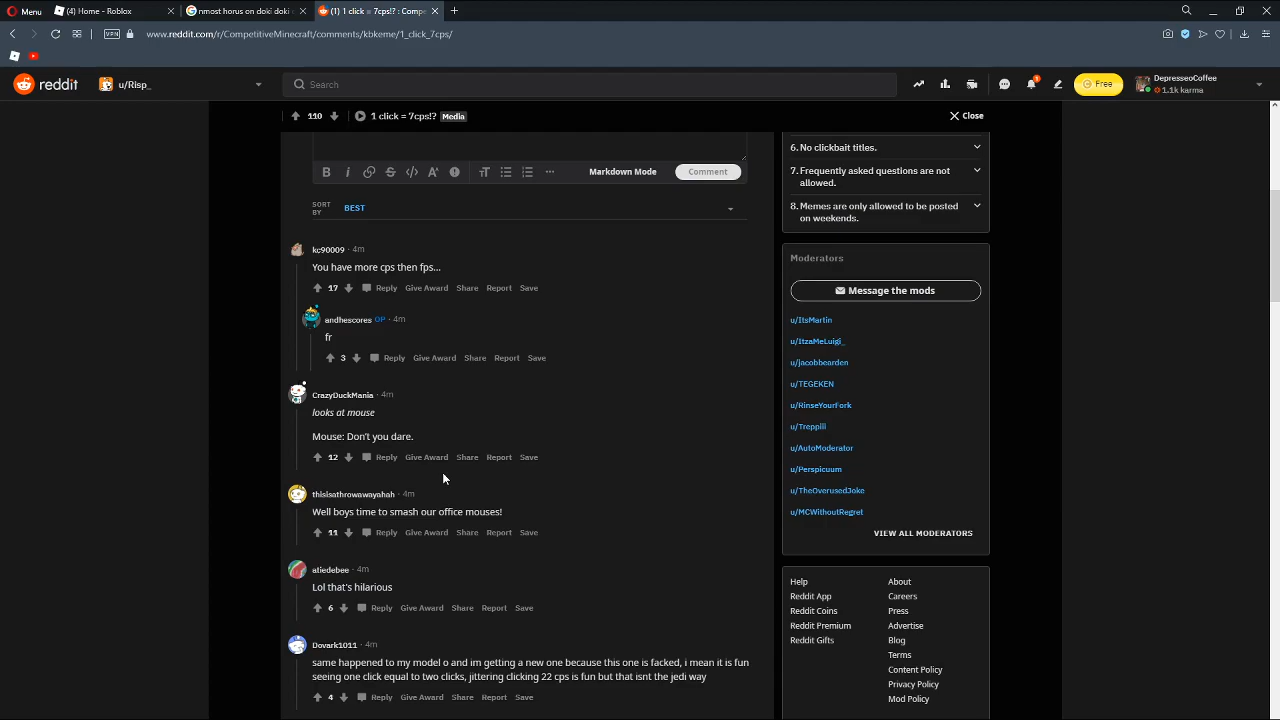 Menu (4) Home - Roblox nmost horus on doki doki c (1) 1 click = 7cps!? : Compe
VPN www.reddit.com/r/CompetitiveMinecraft/comments/kbkeme/1_click_7cps/
reddit u/Risp_ Search 1 Free DepresseoCoffee
1.1k karma
110 1 click = 7cps!? Media Close
B i Markdown Mode Comment
SORT BY BEST
kc90009 · 4m
You have more cps then fps...
17 Reply Give Award Share Report Save
andhescores OP · 4m
fr
3 Reply Give Award Share Report Save
CrazyDuckMania · 4m
looks at mouse
Mouse: Don't you dare.
12 Reply Give Award Share Report Save
thisisathrowawayahah · 4m
Well boys time to smash our office mouses!
11 Reply Give Award Share Report Save
atiedebee · 4m
Lol that's hilarious
6 Reply Give Award Share Report Save
Dovark1011 · 4m
same happened to my model o and im getting a new one because this one is facked, i mean it is fun
seeing one click equal to two clicks, jittering clicking 22 cps is fun but that isnt the jedi way
4 Reply Give Award Share Report Save
6. No clickbait titles.
7. Frequently asked questions are not
allowed.
8. Memes are only allowed to be posted
on weekends.
Moderators
Message the mods
u/ItsMartin
u/ItzaMeLuigi_
u/jacobbearden
u/TEGEKEN
u/RinseYourFork
u/Treppili
u/AutoModerator
u/Perspicuum
u/TheOverusedJoke
u/MCWithoutRegret
VIEW ALL MODERATORS
Help About
Reddit App Careers
Reddit Coins Press
Reddit Premium Advertise
Reddit Gifts Blog
Terms
Content Policy
Privacy Policy
Mod Policy